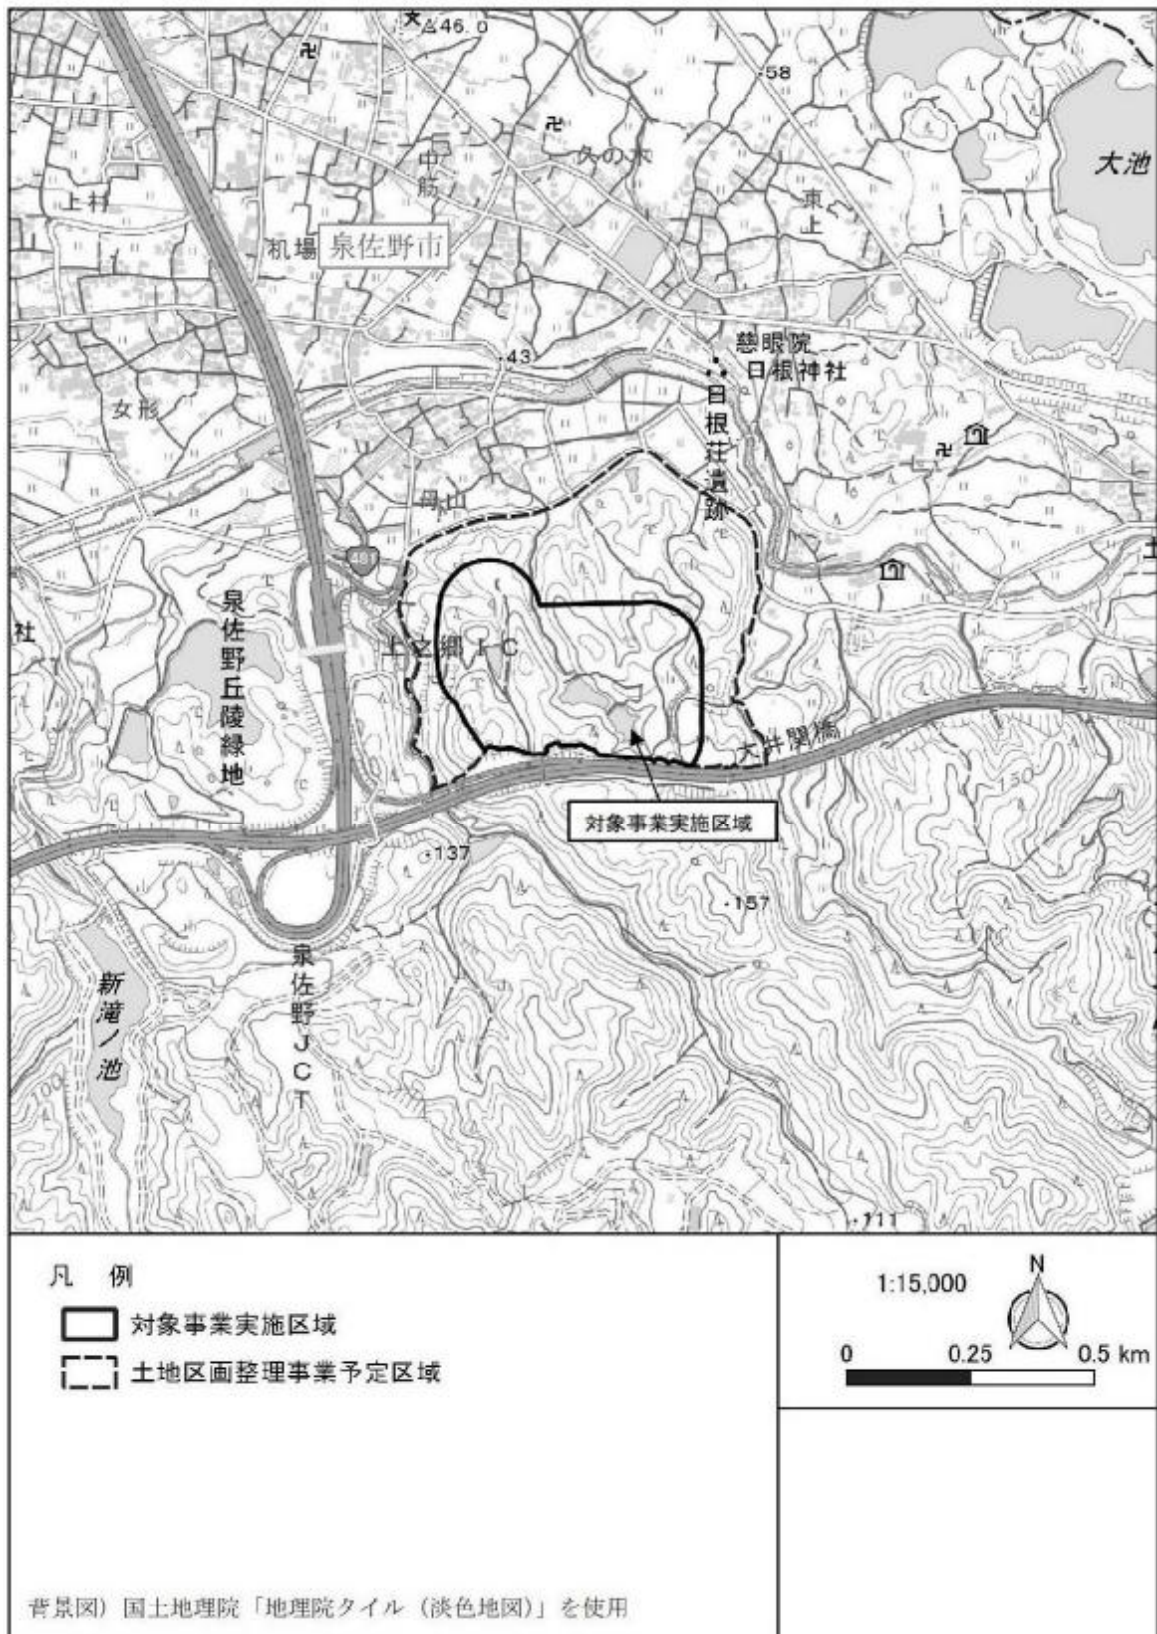 46.0
58
大池
中筋
久の木
東上
上村
机場
泉佐野市
慈眼院
日根神社
43
日根荘遺跡
女形
母山
土
社
泉佐野丘陵緑地
上之郷IC
大井関橋
150
対象事業実施区域
137
157
泉佐野JCT
新滝ノ池
100
111
凡 例
対象事業実施区域
土地区画整理事業予定区域
1:15,000
N
0 0.25 0.5 km
背景図)国土地理院「地理院タイル(淡色地図)」を使用